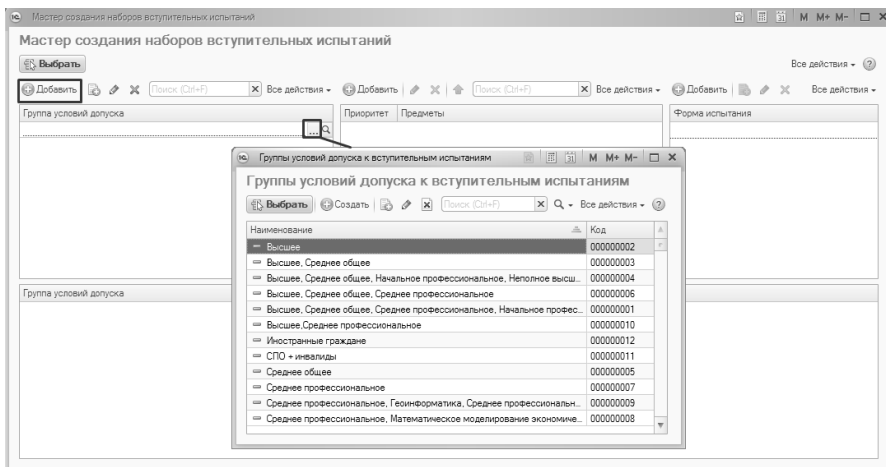 Мастер создания наборов вступительных испытаний
M M+ M-
Мастер создания наборов вступительных испытаний
Выбрать
Все действия
Добавить Поиск (Ctrl+F) Все действия Добавить Поиск (Ctrl+F) Все действия Добавить Все действия
Группа условий допуска Приоритет Предметы Форма испытания
...
Группы условий допуска к вступительным испытаниям M M+ M-
Группы условий допуска к вступительным испытаниям
Выбрать Создать Поиск (Ctrl+F) Все действия
Наименование Код
Высшее 000000002
Высшее, Среднее общее 000000003
Высшее, Среднее общее, Начальное профессиональное, Неполное высш... 000000004
Высшее, Среднее общее, Среднее профессиональное 000000006
Высшее, Среднее общее, Среднее профессиональное, Начальное профес... 000000001
Высшее,Среднее профессиональное 000000010
Иностранные граждане 000000012
СПО + инвалиды 000000011
Среднее общее 000000005
Среднее профессиональное 000000007
Среднее профессиональное, Геоинформатика, Среднее профессиональн... 000000009
Среднее профессиональное, Математическое моделирование экономиче... 000000008
Группа условий допуска